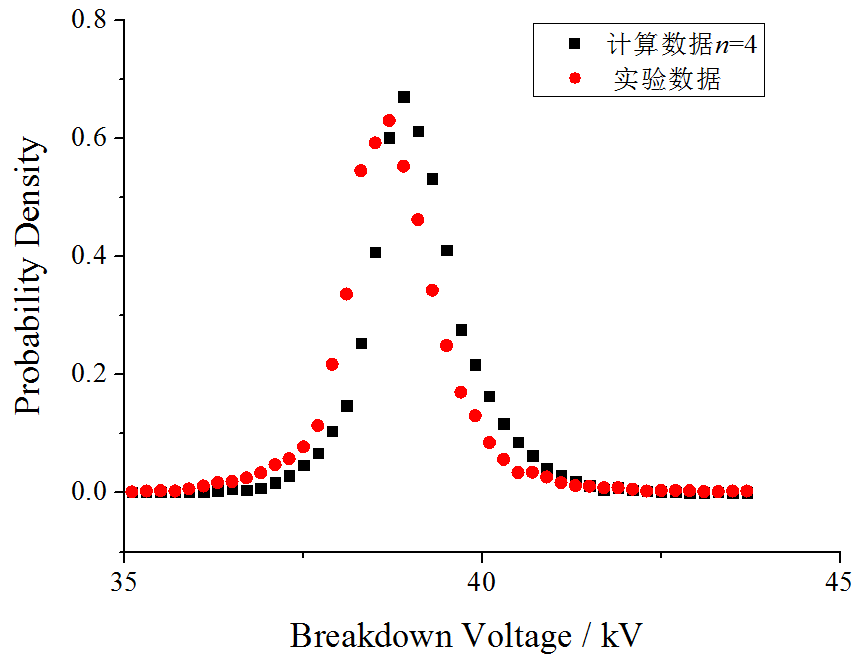 0.8
计算数据n=4
实验数据
0.6
0.4
0.2
0.0
Probability Density
35
40
45
Breakdown Voltage / kV